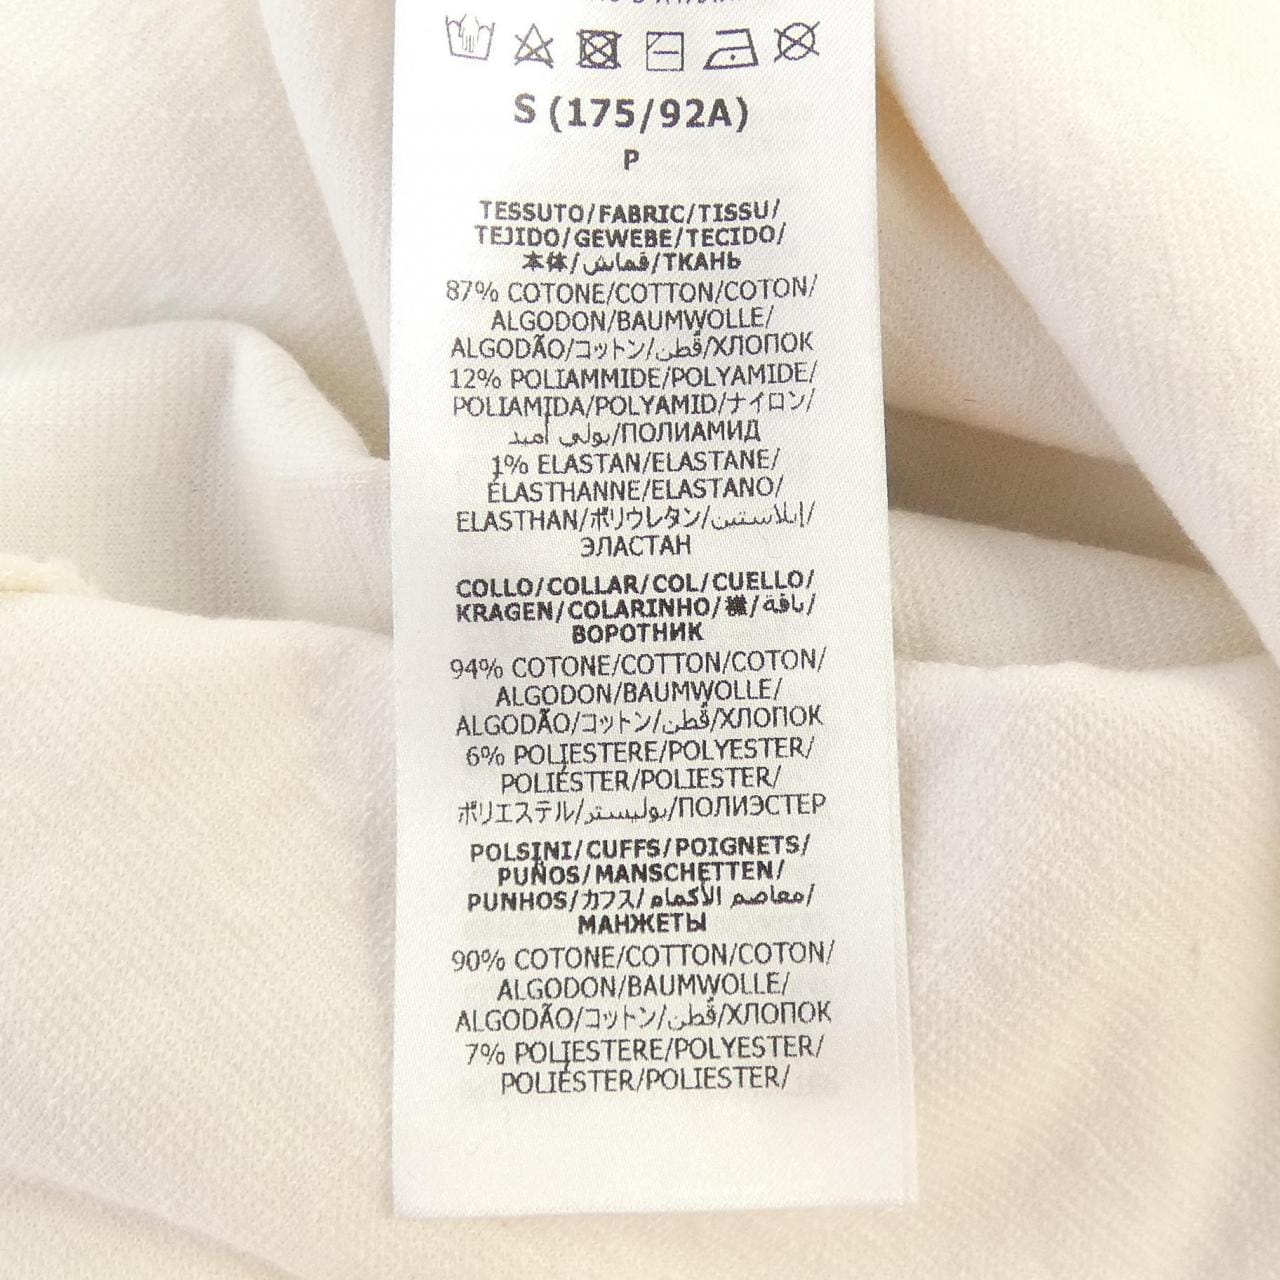 S (175/92A)
P
TESSUTO/FABRIC/TISSU/
TEJIDO/GEWEBE/TECIDO/
本体/قماش/ТКАНЬ
87% COTONE/COTTON/COTON/
ALGODON/BAUMWOLLE/
ALGODÃO/コットン/قُطن/ХЛОПОК
12% POLIAMMIDE/POLYAMIDE/
POLIAMIDA/POLYAMID/ナイロン/
بولي أميد/ПОЛИАМИД
1% ELASTAN/ELASTANE/
ÉLASTHANNE/ELASTANO/
ELASTHAN/ポリウレタン/إيلاستين/
ЭЛАСТАН
COLLO/COLLAR/COL/CUELLO/
KRAGEN/COLARINHO/襟/ياقة/
ВОРОТНИК
94% COTONE/COTTON/COTON/
ALGODON/BAUMWOLLE/
ALGODÃO/コットン/قُطن/ХЛОПОК
6% POLIESTERE/POLYESTER/
POLIÉSTER/POLIESTER/
ポリエステル/بوليستر/ПОЛИЭСТЕР
POLSINI/CUFFS/POIGNETS/
PUÑOS/MANSCHETTEN/
PUNHOS/カフス/معاصم الأكمام/
МАНЖЕТЫ
90% COTONE/COTTON/COTON/
ALGODON/BAUMWOLLE/
ALGODÃO/コットン/قُطن/ХЛОПОК
7% POLIESTERE/POLYESTER/
POLIÉSTER/POLIESTER/